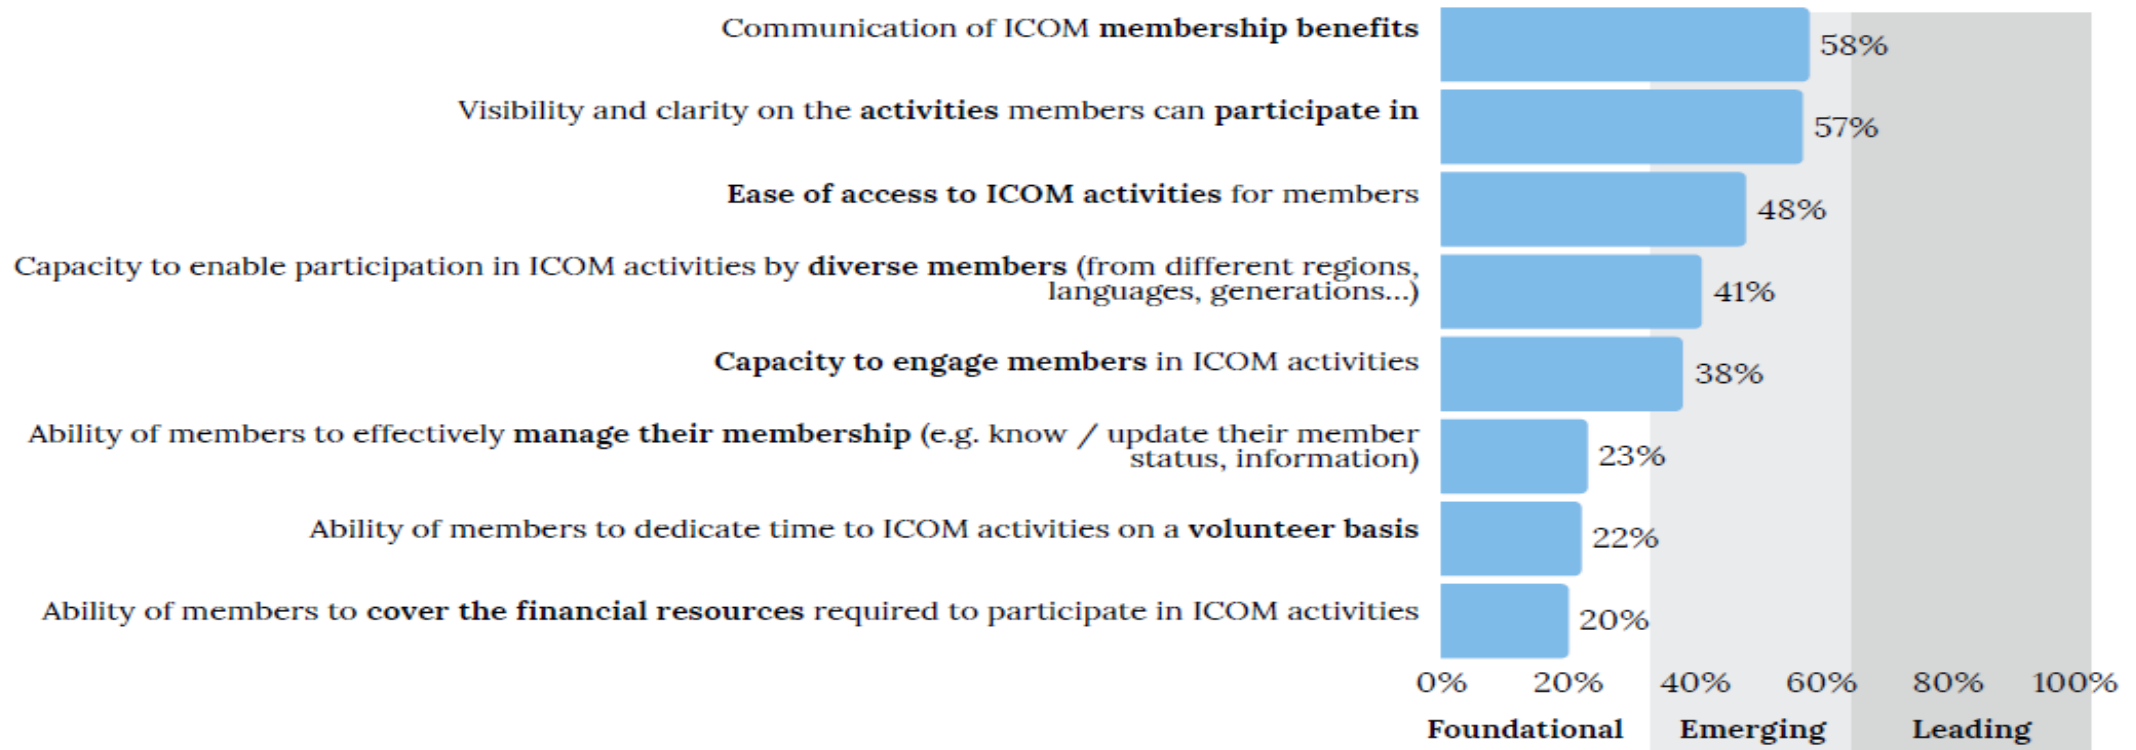 Communication of ICOM membership benefits
58%
Visibility and clarity on the activities members can participate in
57%
Ease of access to ICOM activities for members
48%
Capacity to enable participation in ICOM activities by diverse members (from different regions,
languages, generations...)
41%
Capacity to engage members in ICOM activities
38%
Ability of members to effectively manage their membership (e.g. know / update their member
status, information)
23%
Ability of members to dedicate time to ICOM activities on a volunteer basis
22%
Ability of members to cover the financial resources required to participate in ICOM activities
20%
0% 20% 40% 60% 80% 100%
Foundational Emerging Leading